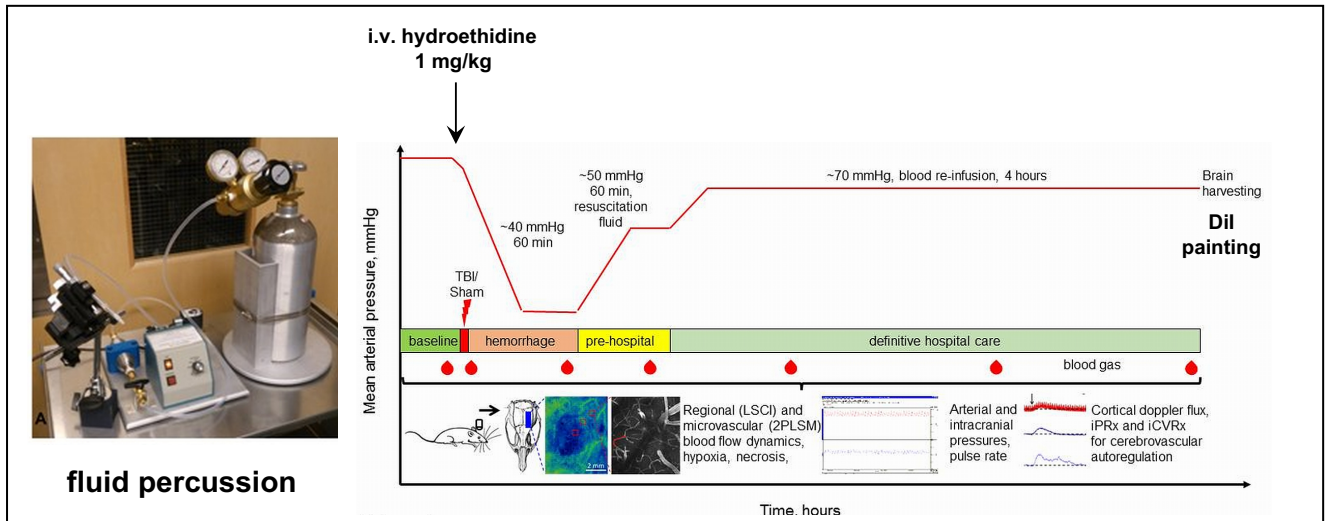 i.v. hydroethidine
1 mg/kg
~50 mmHg
60 min,
resuscitation
fluid
~70 mmHg, blood re-infusion, 4 hours
Brain
harvesting
DiI
painting
~40 mmHg
60 min
TBI/
Sham
Mean arterial pressure, mmHg
baseline
hemorrhage
pre-hospital
definitive hospital care
blood gas
A
fluid percussion
2 mm
Regional (LSCI) and
microvascular (2PLSM)
blood flow dynamics,
hypoxia, necrosis,
Arterial and
intracranial
pressures,
pulse rate
Cortical doppler flux,
iPRx and iCVRx
for cerebrovascular
autoregulation
Time, hours